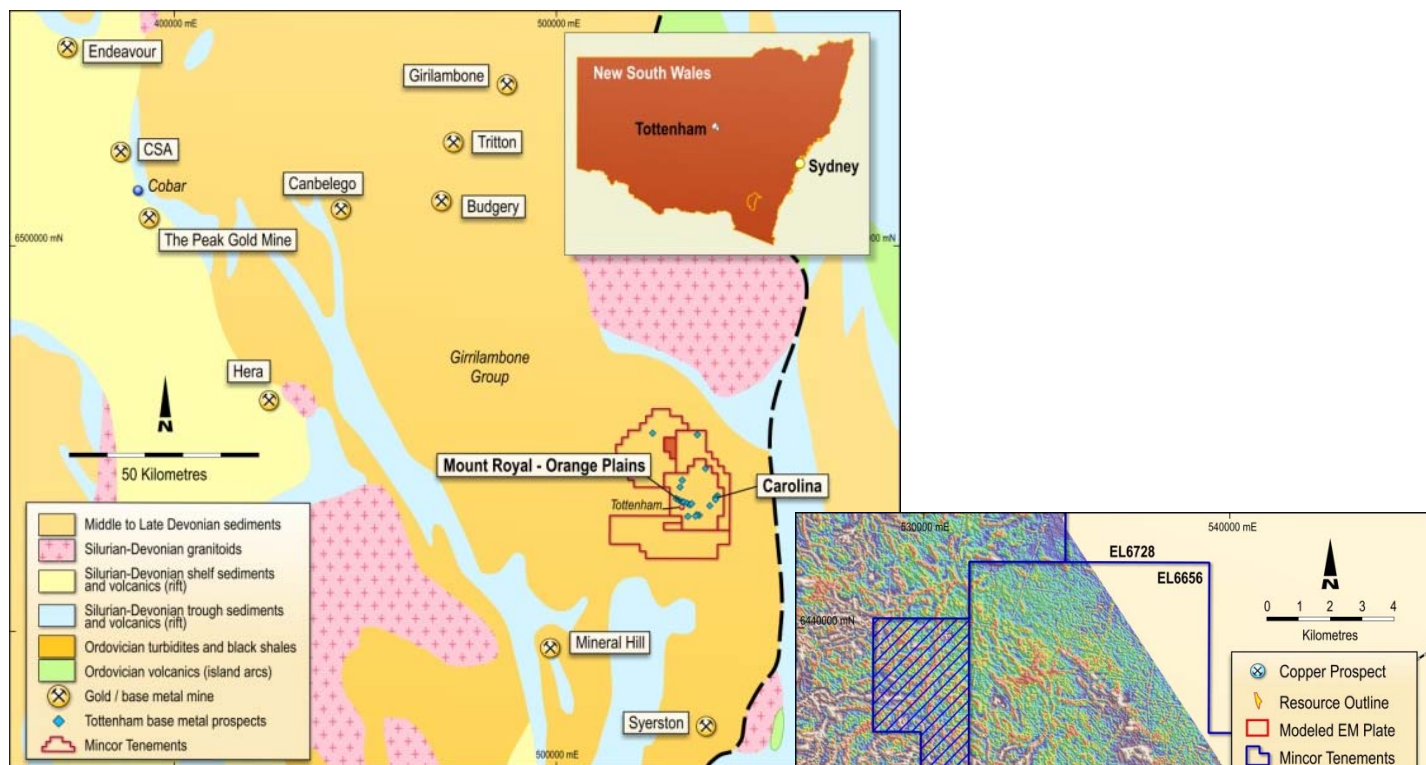 400000 mE
500000 mE
Endeavour
Girilambone
New South Wales
Tottenham
Sydney
CSA
Tritton
Cobar
Canbelego
Budgery
The Peak Gold Mine
6500000 mN
00 mN
Girrilambone
Group
Hera
N
50 Kilometres
Mount Royal - Orange Plains
Carolina
Tottenham
Middle to Late Devonian sediments
Silurian-Devonian granitoids
Silurian-Devonian shelf sediments
and volcanics (rift)
Silurian-Devonian trough sediments
and volcanics (rift)
Ordovician turbidites and black shales
Ordovician volcanics (island arcs)
Gold / base metal mine
Tottenham base metal prospects
Mincor Tenements
Mineral Hill
Syerston
500000 mE
530000 mE
540000 mE
EL6728
EL6656
N
6440000 mN
0 1 2 3 4
Kilometres
Copper Prospect
Resource Outline
Modeled EM Plate
Mincor Tenements